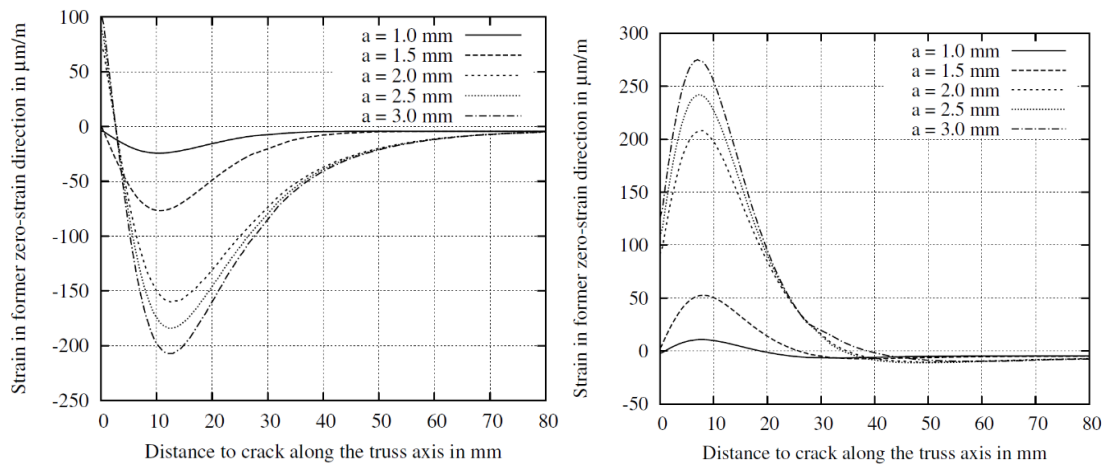 Strain in former zero-strain direction in µm/m
100
50
0
-50
-100
-150
-200
-250
a = 1.0 mm
a = 1.5 mm
a = 2.0 mm
a = 2.5 mm
a = 3.0 mm
0 10 20 30 40 50 60 70 80
Distance to crack along the truss axis in mm
Strain in former zero-strain direction in µm/m
300
250
200
150
100
50
0
-50
a = 1.0 mm
a = 1.5 mm
a = 2.0 mm
a = 2.5 mm
a = 3.0 mm
0 10 20 30 40 50 60 70 80
Distance to crack along the truss axis in mm